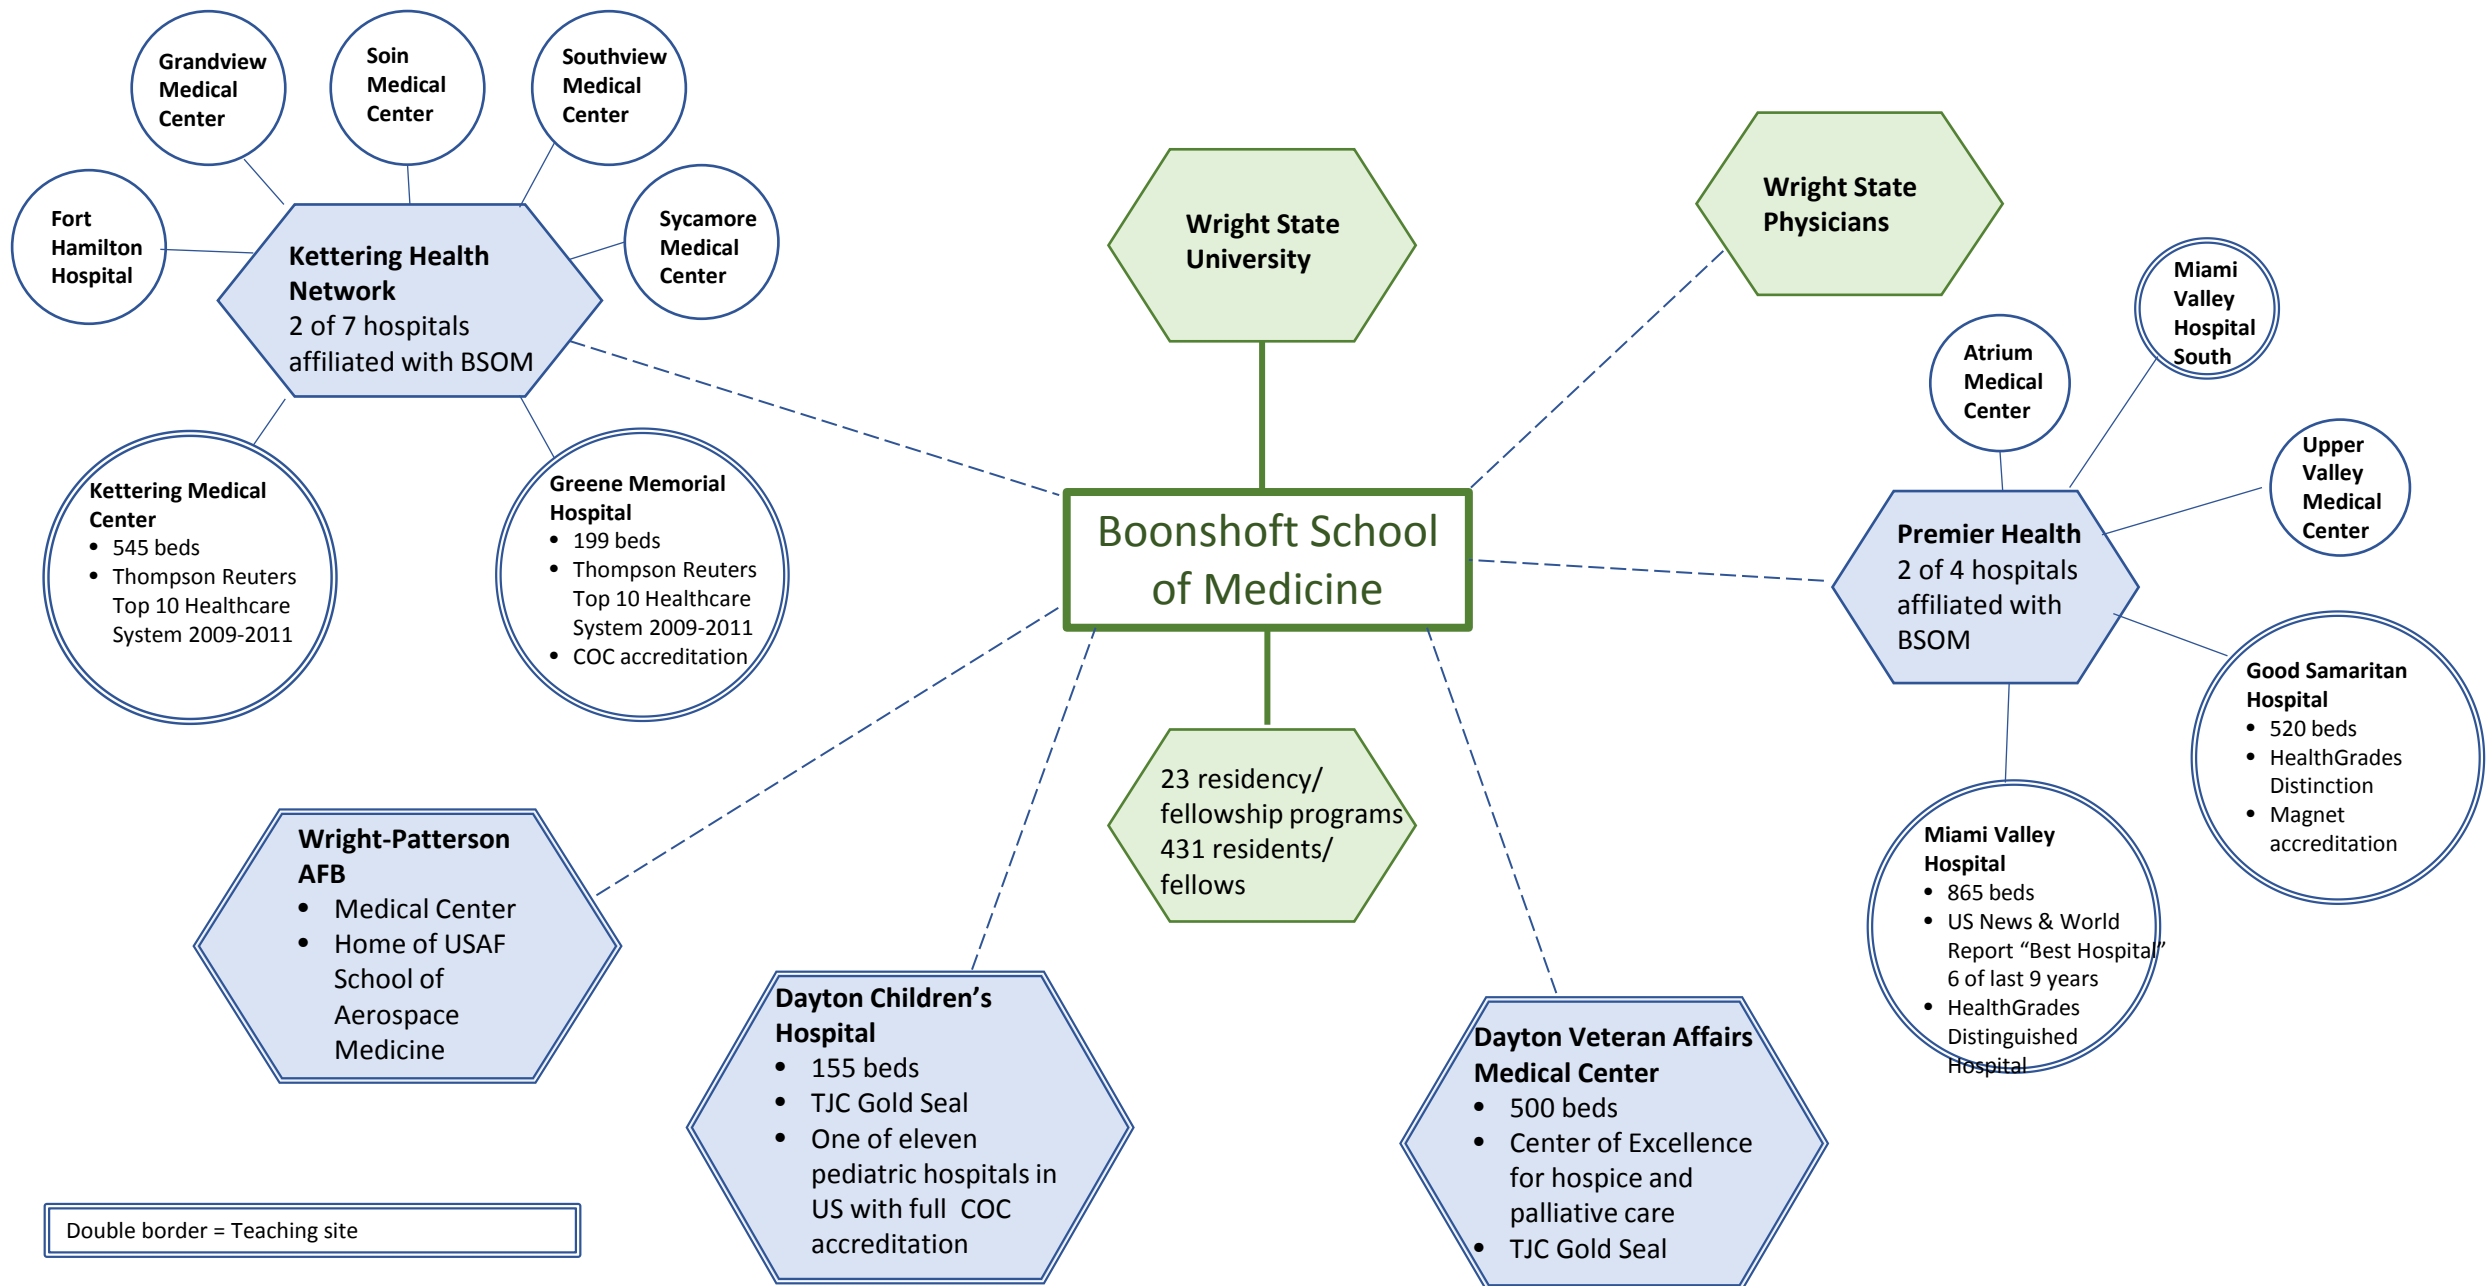 Grandview
Medical
Center
Soin
Medical
Center
Southview
Medical
Center
Fort
Hamilton
Hospital
Sycamore
Medical
Center
Kettering Health
Network
2 of 7 hospitals
affiliated with BSOM
Kettering Medical
Center
• 545 beds
• Thompson Reuters
Top 10 Healthcare
System 2009-2011
Greene Memorial
Hospital
• 199 beds
• Thompson Reuters
Top 10 Healthcare
System 2009-2011
• COC accreditation
Wright State
University
Wright State
Physicians
Boonshoft School
of Medicine
Atrium
Medical
Center
Miami
Valley
Hospital
South
Upper
Valley
Medical
Center
Premier Health
2 of 4 hospitals
affiliated with
BSOM
Good Samaritan
Hospital
• 520 beds
• HealthGrades
Distinction
• Magnet
accreditation
Miami Valley
Hospital
• 865 beds
• US News & World
Report “Best Hospital”
6 of last 9 years
• HealthGrades
Distinguished
Hospital
23 residency/
fellowship programs
431 residents/
fellows
Wright-Patterson
AFB
• Medical Center
• Home of USAF
School of
Aerospace
Medicine
Dayton Children’s
Hospital
• 155 beds
• TJC Gold Seal
• One of eleven
pediatric hospitals in
US with full  COC
accreditation
Dayton Veteran Affairs
Medical Center
• 500 beds
• Center of Excellence
for hospice and
palliative care
• TJC Gold Seal
Double border = Teaching site